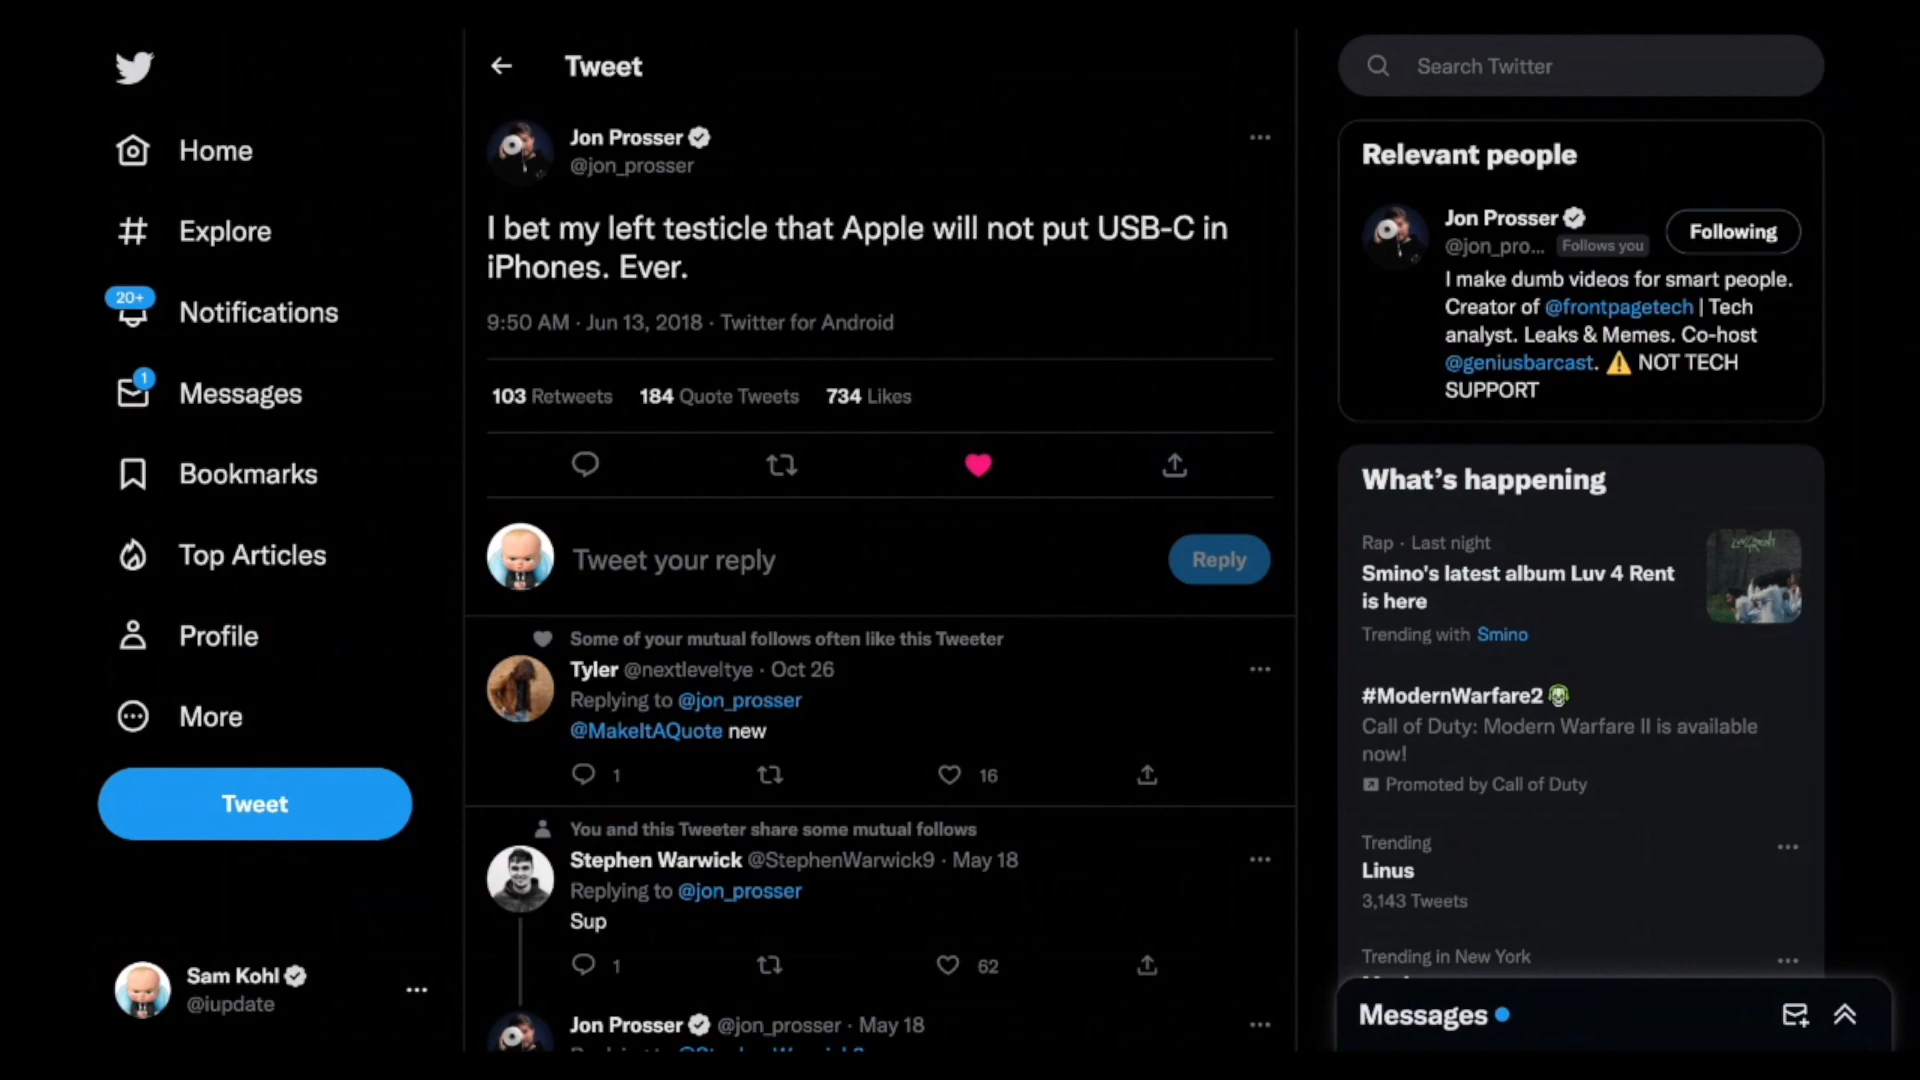 Home
Explore
20+
Notifications
1
Messages
Bookmarks
Top Articles
Profile
More
Tweet
Sam Kohl
@iupdate
Tweet
Jon Prosser
@jon_prosser
I bet my left testicle that Apple will not put USB-C in
iPhones. Ever.
9:50 AM · Jun 13, 2018 · Twitter for Android
103 Retweets 184 Quote Tweets 734 Likes
Tweet your reply
Reply
Some of your mutual follows often like this Tweeter
Tyler @nextleveltye · Oct 26
Replying to @jon_prosser
@MakeItAQuote new
1 16
You and this Tweeter share some mutual follows
Stephen Warwick @StephenWarwick9 · May 18
Replying to @jon_prosser
Sup
1 62
Jon Prosser @jon_prosser · May 18
Search Twitter
Relevant people
Jon Prosser
@jon_pro... Follows you
Following
I make dumb videos for smart people.
Creator of @frontpagetech | Tech
analyst. Leaks & Memes. Co-host
@geniusbarcast. ⚠️ NOT TECH
SUPPORT
What's happening
Rap · Last night
Smino's latest album Luv 4 Rent
is here
Trending with Smino
#ModernWarfare2
Call of Duty: Modern Warfare II is available
now!
Promoted by Call of Duty
Trending
Linus
3,143 Tweets
Trending in New York
Messages